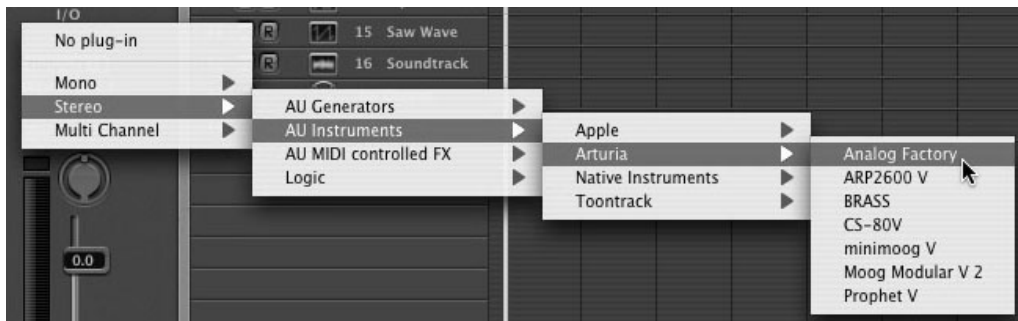 I/O
No plug-in
Mono
Stereo
Multi Channel
0.0
R 15 Saw Wave
R 16 Soundtrack
AU Generators
AU Instruments
AU MIDI controlled FX
Logic
Apple
Arturia
Native Instruments
Toontrack
Analog Factory
ARP2600 V
BRASS
CS-80V
minimoog V
Moog Modular V 2
Prophet V